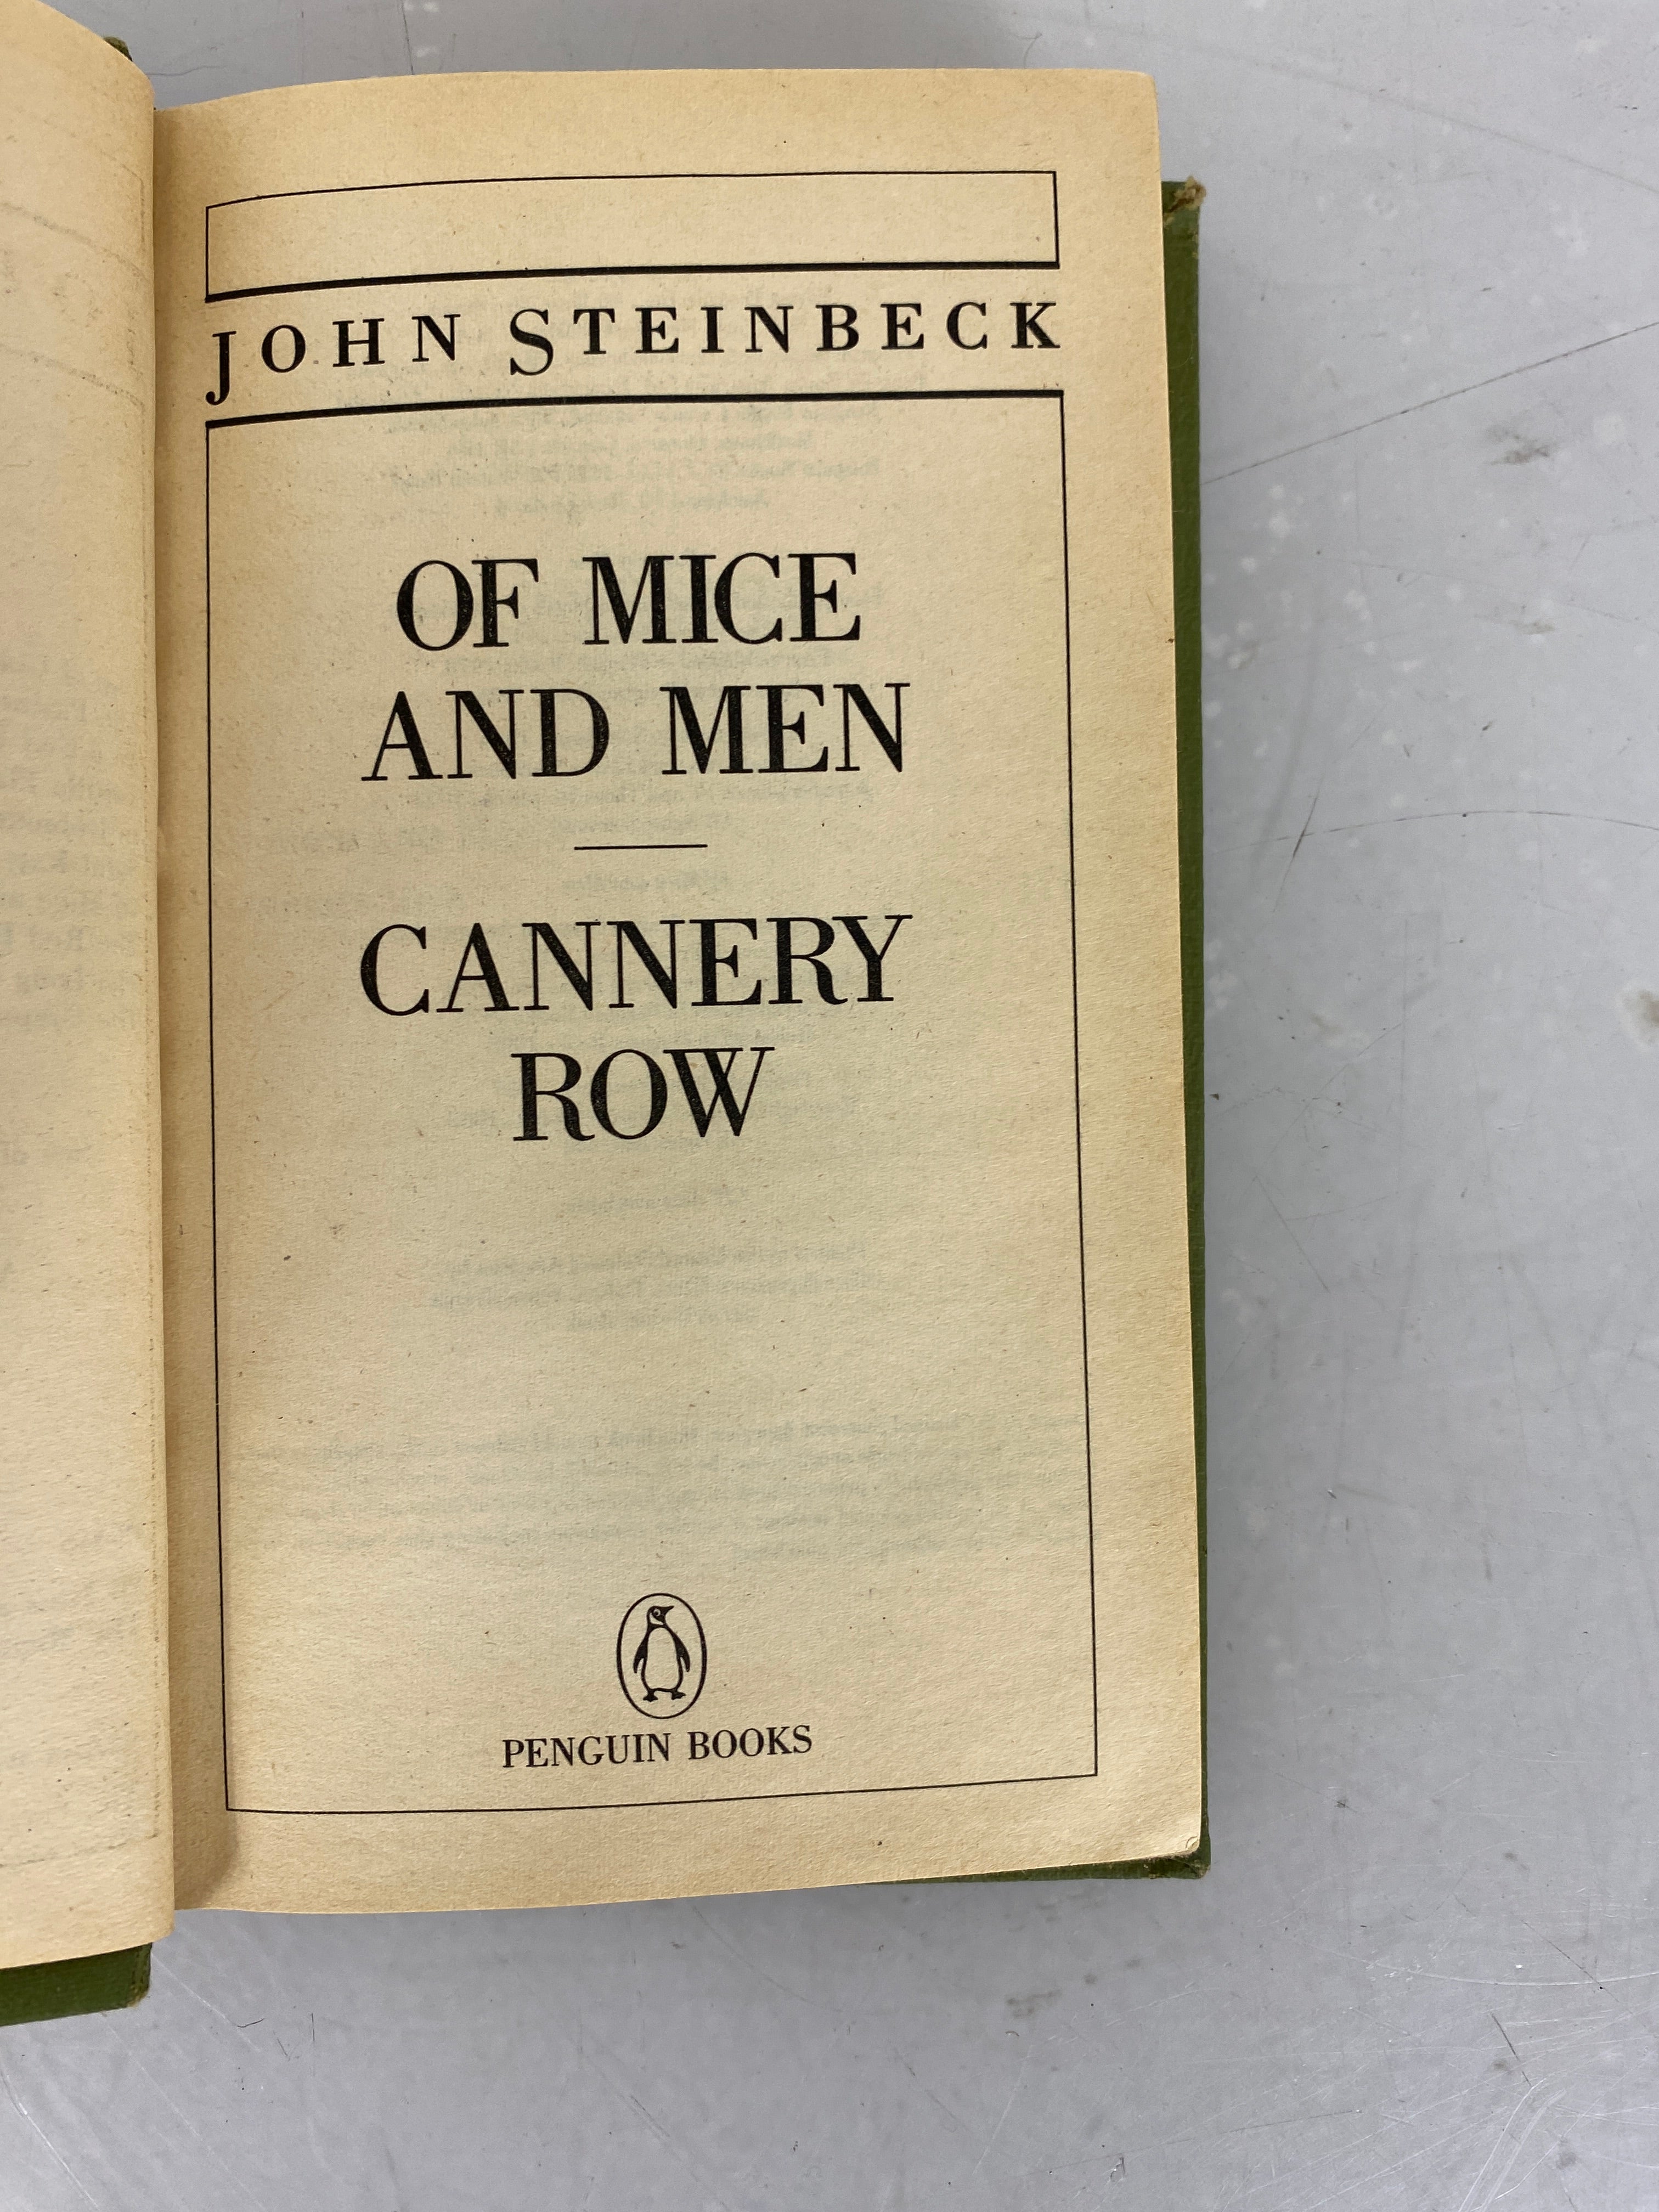 JOHN STEINBECK
OF MICE
AND MEN
CANNERY
ROW
PENGUIN BOOKS